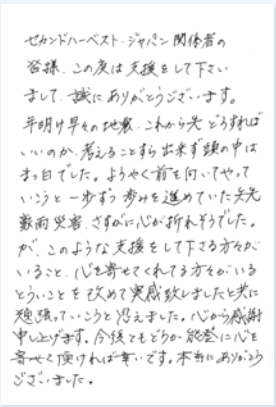 セカンドハーベスト・ジャパン関係者の
皆様、この度は支援をして下さい
まして、誠にありがとうございます。
年明け早々の地震、これから先どうすれば
いいのか、考えることすら出来ず頭の中は
まっ白でした。ようやく前を向いてやって
いこうと一歩ずつ歩みを進めていた矢先
豪雨災害、さすがに心が折れそうでした。
が、このような支援をして下さる方々が
いること、心を寄せてくれてる方々がいる
ということを改めて実感致しましたと共に
勉強っていこうと思えました。心から感謝
申し上げます。今後ともどうか能登に心を
寄せて頂ければ幸いです。本当にありがとう
ございました。